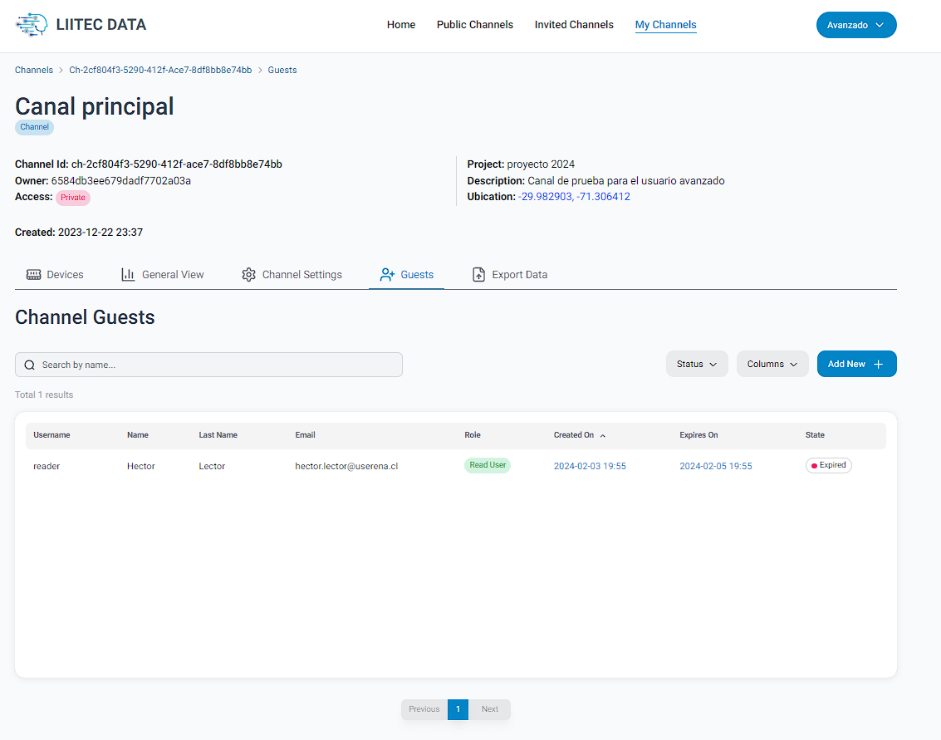 LIITEC DATA
Home Public Channels Invited Channels My Channels Avanzado
Channels > Ch-2cf804f3-5290-412f-Ace7-8df8bb8e74bb > Guests
Canal principal
Channel
Channel Id: ch-2cf804f3-5290-412f-ace7-8df8bb8e74bb
Owner: 6584db3ee679dadf7702a03a
Access: Private
Created: 2023-12-22 23:37
Project: proyecto 2024
Description: Canal de prueba para el usuario avanzado
Ubication: -29.982903, -71.306412
Devices General View Channel Settings Guests Export Data
Channel Guests
Search by name... Status Columns Add New +
Total 1 results
Username Name Last Name Email Role Created On Expires On State
reader Hector Lector hector.lector@userena.cl Read User 2024-02-03 19:55 2024-02-05 19:55 Expired
Previous 1 Next